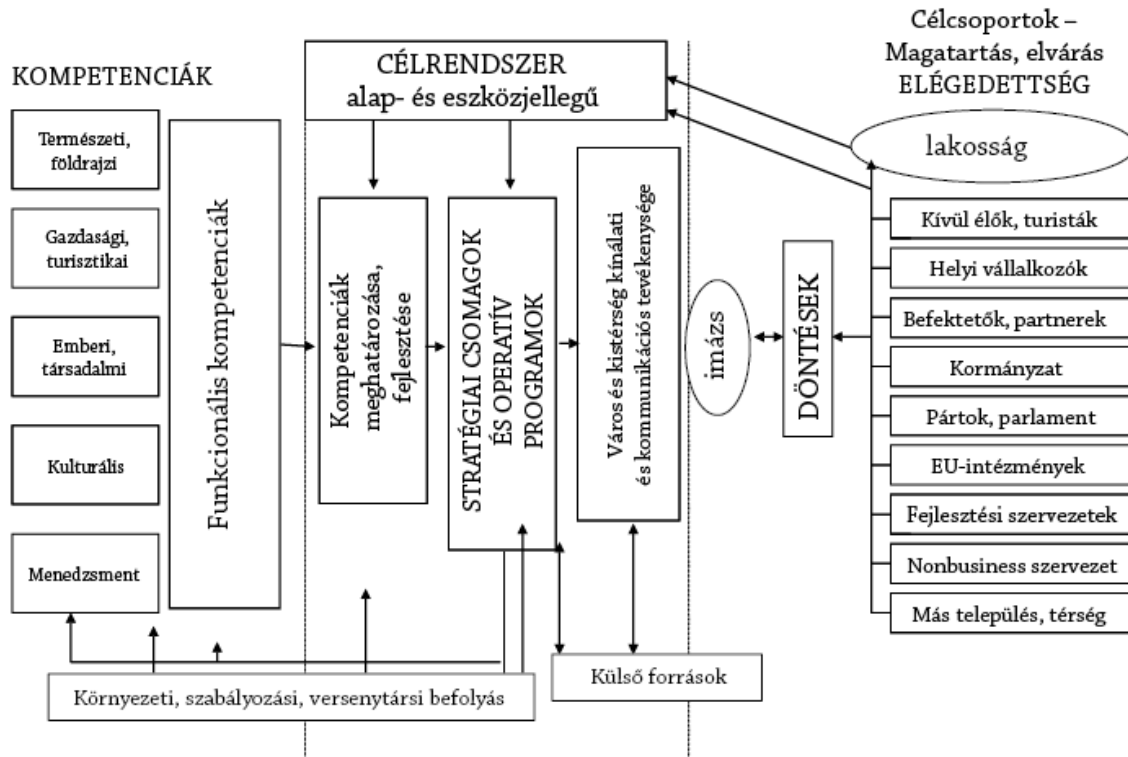 KOMPETENCIÁK
Természeti,
földrajzi
Gazdasági,
turisztikai
Emberi,
társadalmi
Kulturális
Menedzsment
Funkcionális kompetenciák
CÉLRENDSZER
alap- és eszközjellegű
Kompetenciák
meghatározása,
fejlesztése
STRATÉGIAI CSOMAGOK
ÉS OPERATÍV
PROGRAMOK
Város és kistérség kínálati
és kommunikációs tevékenysége
imázs
DÖNTÉSEK
Célcsoportok –
Magatartás, elvárás
ELÉGEDETTSÉG
lakosság
Kívül élők, turisták
Helyi vállalkozók
Befektetők, partnerek
Kormányzat
Pártok, parlament
EU-intézmények
Fejlesztési szervezetek
Nonbusiness szervezet
Más település, térség
Környezeti, szabályozási, versenytársi befolyás
Külső források